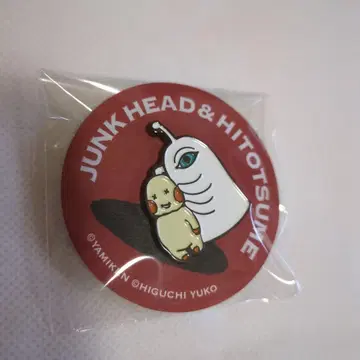 JUNK HEAD & HITOTSUME
©YAMIKEN ©HIGUCHI YUKO